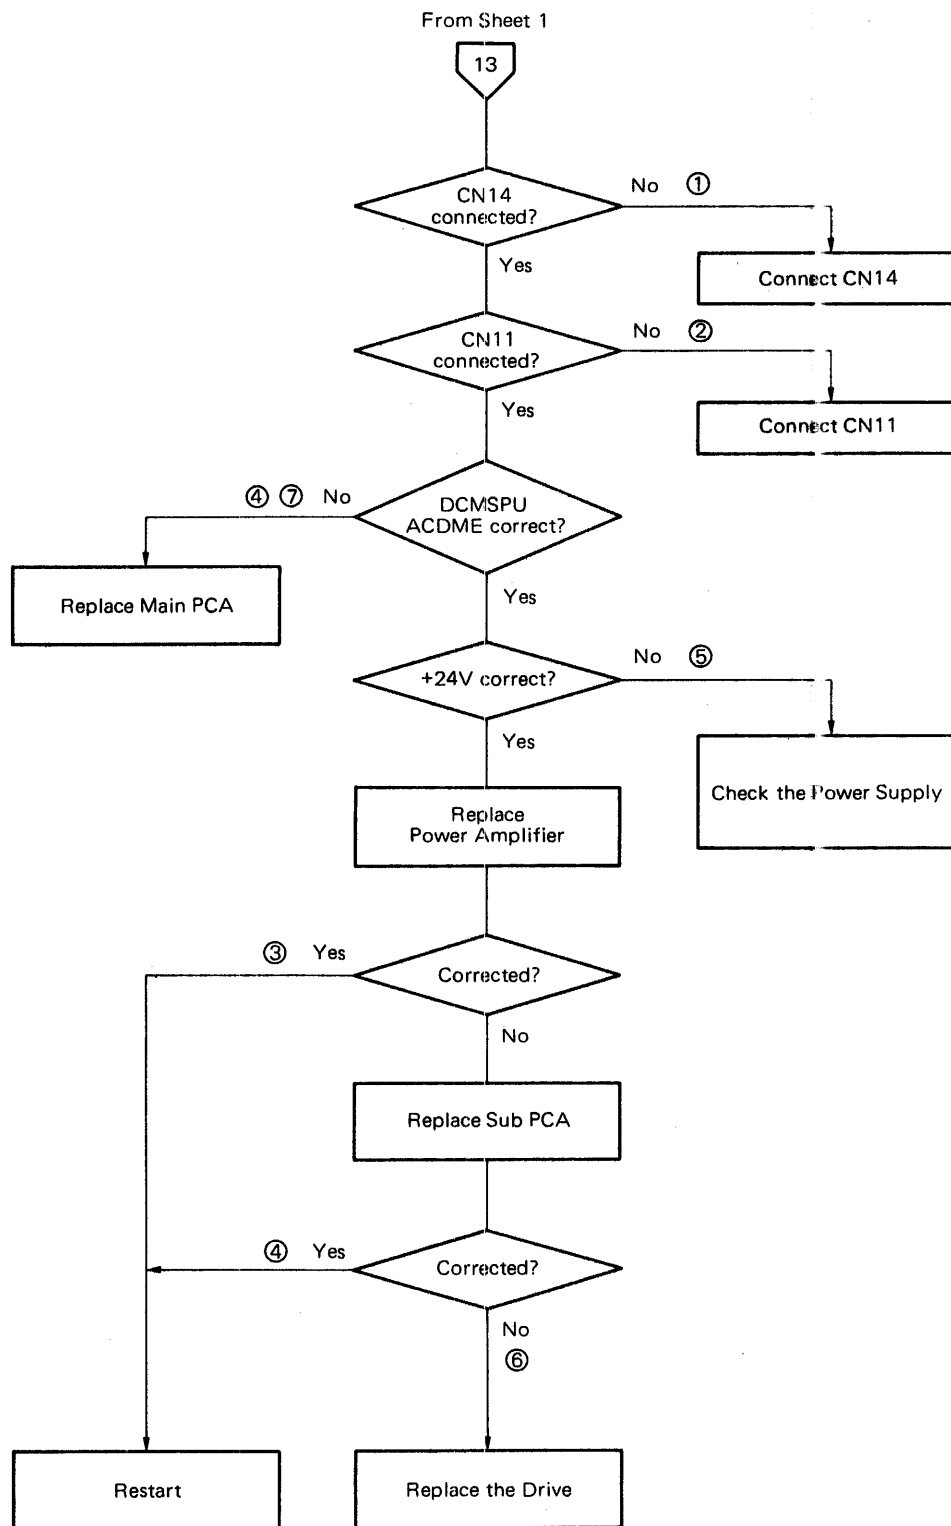 From Sheet 1
13
CN14
connected?
No ①
Yes
Connect CN14
CN11
connected?
No ②
Yes
Connect CN11
④ ⑦ No
DCMSPU
ACDME correct?
Replace Main PCA
Yes
+24V correct?
No ⑤
Yes
Check the Power Supply
Replace
Power Amplifier
③ Yes
Corrected?
No
Replace Sub PCA
④ Yes
Corrected?
No
⑥
Restart
Replace the Drive